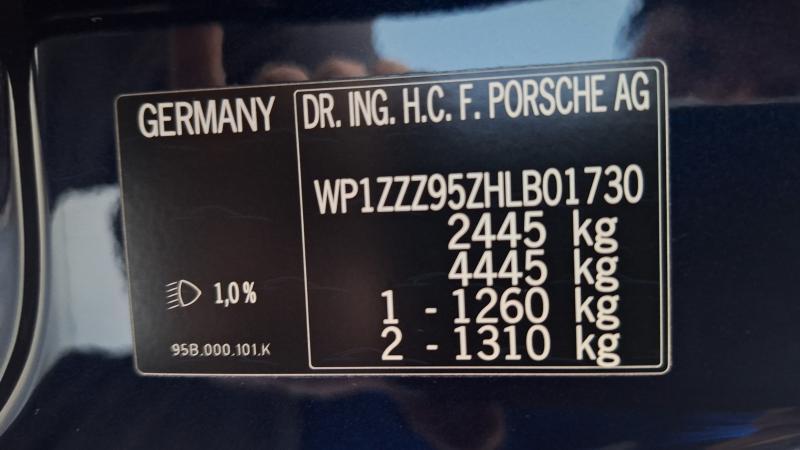 GERMANY
DR. ING. H.C. F. PORSCHE AG
WP1ZZZ95ZHLB01730
2445 kg
4445 kg
1 - 1260 kg
2 - 1310 kg
1,0%
95B.000.101.K